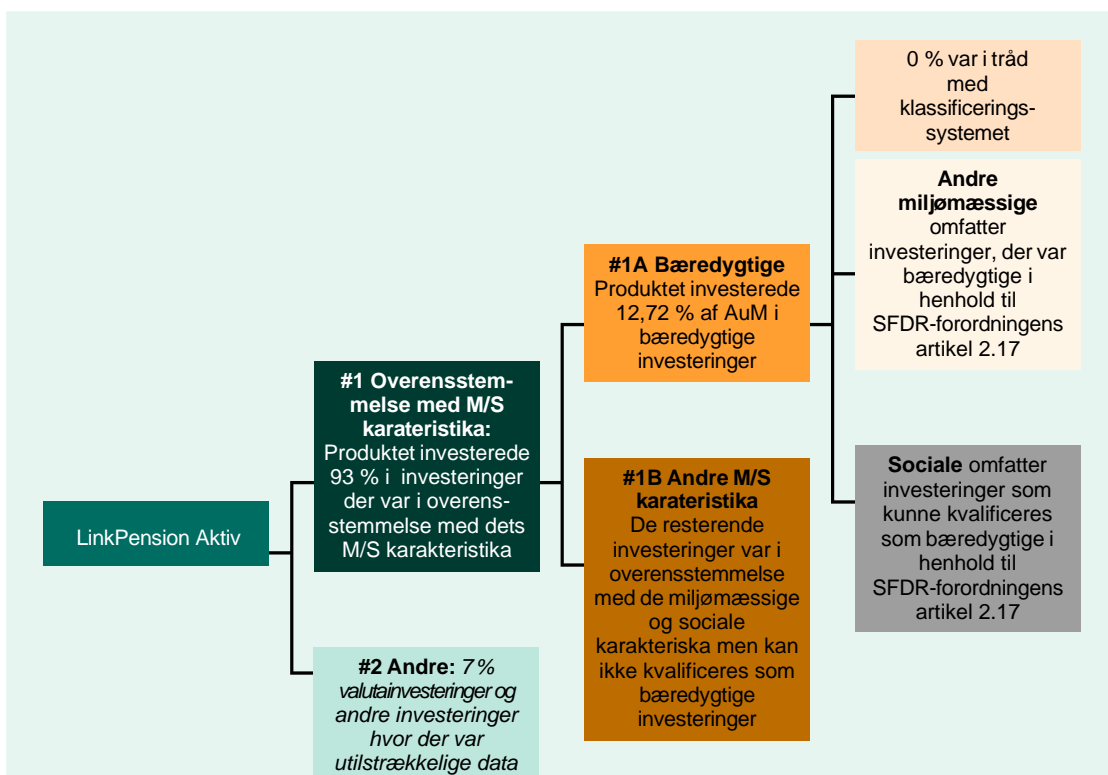 LinkPension Aktiv
#1 Overensstem-
melse med M/S
karateristika:
Produktet investerede
93 % i investeringer
der var i overens-
stemmelse med dets
M/S karakteristika
#2 Andre: 7 %
valutainvesteringer og
andre investeringer
hvor der var
utilstrækkelige data
#1A Bæredygtige
Produktet investerede
12,72 % af AuM i
bæredygtige
investeringer
#1B Andre M/S
karateristika
De resterende
investeringer var i
overensstemmelse
med de miljømæssige
og sociale
karakteriska men kan
ikke kvalificeres som
bæredygtige
investeringer
0 % var i tråd
med
klassificerings-
systemet
Andre
miljømæssige
omfatter
investeringer, der var
bæredygtige i
henhold til
SFDR-forordningens
artikel 2.17
Sociale omfatter
investeringer som
kunne kvalificeres
som bæredygtige i
henhold til
SFDR-forordningens
artikel 2.17